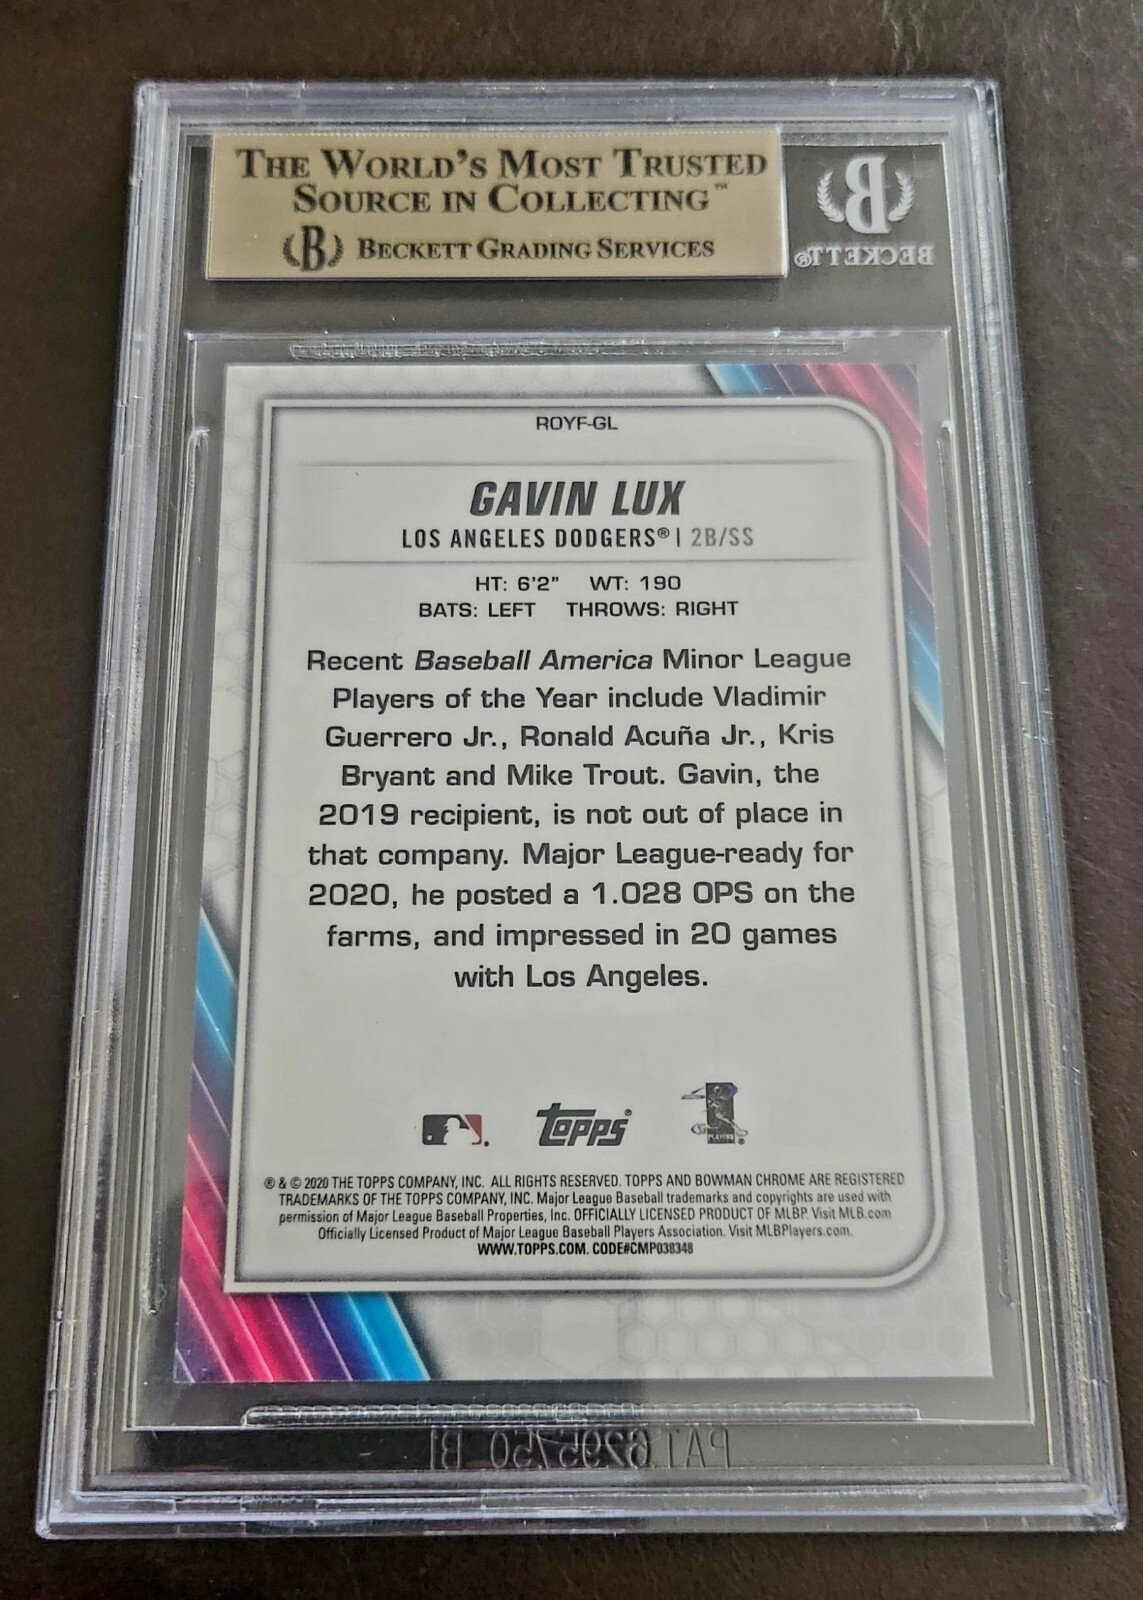 THE WORLD'S MOST TRUSTED
SOURCE IN COLLECTING™
B BECKETT GRADING SERVICES
B
BECKETT®
ROYF-GL
GAVIN LUX
LOS ANGELES DODGERS® | 2B/SS
HT: 6'2" WT: 190
BATS: LEFT THROWS: RIGHT
Recent Baseball America Minor League
Players of the Year include Vladimir
Guerrero Jr., Ronald Acuña Jr., Kris
Bryant and Mike Trout. Gavin, the
2019 recipient, is not out of place in
that company. Major League-ready for
2020, he posted a 1.028 OPS on the
farms, and impressed in 20 games
with Los Angeles.
topps®
PLAYERS
® & © 2020 THE TOPPS COMPANY, INC. ALL RIGHTS RESERVED. TOPPS AND BOWMAN CHROME ARE REGISTERED
TRADEMARKS OF THE TOPPS COMPANY, INC. Major League Baseball trademarks and copyrights are used with
permission of Major League Baseball Properties, Inc. OFFICIALLY LICENSED PRODUCT OF MLBP. Visit MLB.com
Officially Licensed Product of Major League Baseball Players Association. Visit MLBPlayers.com.
WWW.TOPPS.COM. CODE#CMP038348
PAT 6295750 B1